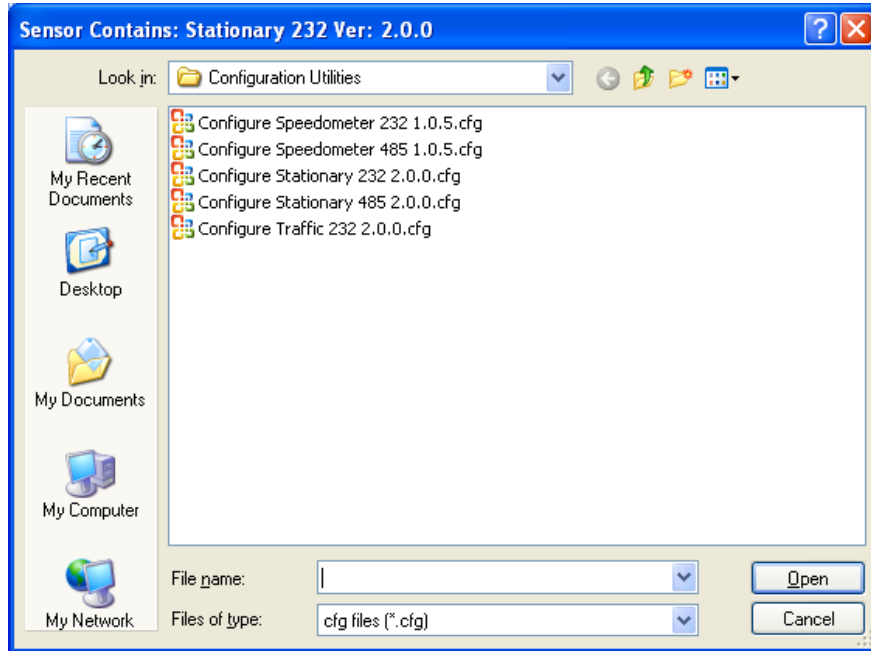 Sensor Contains: Stationary 232 Ver: 2.0.0
Look in:
Configuration Utilities
My Recent
Documents
Desktop
My Documents
My Computer
My Network
Configure Speedometer 232 1.0.5.cfg
Configure Speedometer 485 1.0.5.cfg
Configure Stationary 232 2.0.0.cfg
Configure Stationary 485 2.0.0.cfg
Configure Traffic 232 2.0.0.cfg
File name:
Open
Files of type:
cfg files (*.cfg)
Cancel